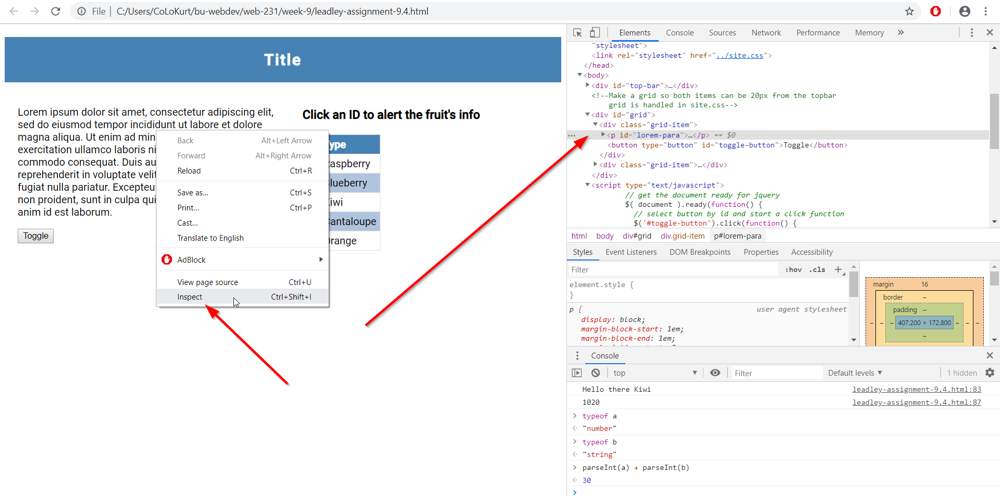 File | C:/Users/CoLoKurt/bu-webdev/web-231/week-9/leadley-assignment-9.4.html
Title
Lorem ipsum dolor sit amet, consectetur adipiscing elit,
sed do eiusmod tempor incididunt ut labore et dolore
magna aliqua. Ut enim ad min
exercitation ullamco laboris ni
commodo consequat. Duis au
reprehenderit in voluptate velit
fugiat nulla pariatur. Excepteu
non proident, sunt in culpa qui
anim id est laborum.
Toggle
Click an ID to alert the fruit's info
Type
Raspberry
Blueberry
Kiwi
Cantaloupe
Orange
Back Alt+Left Arrow
Forward Alt+Right Arrow
Reload Ctrl+R
Save as... Ctrl+S
Print... Ctrl+P
Cast...
Translate to English
AdBlock
View page source Ctrl+U
Inspect Ctrl+Shift+I
Elements Console Sources Network Performance Memory »
"stylesheet">
<link rel="stylesheet" href="../site.css">
</head>
<body>
<div id="top-bar">…</div>
<!--Make a grid so both items can be 20px from the topbar
grid is handled in site.css-->
<div id="grid">
<div class="grid-item">
<p id="lorem-para">…</p> == $0
<button type="button" id="toggle-button">Toggle</button>
</div>
<div class="grid-item">…</div>
</div>
<script type="text/javascript">
// get the document ready for jquery
$( document ).ready(function() {
// select button by id and start a click function
$('#toggle-button').click(function() {
html body div#grid div.grid-item p#lorem-para
Styles Event Listeners DOM Breakpoints Properties Accessibility
Filter :hov .cls +
element.style {
}
p { user agent stylesheet
display: block;
margin-block-start: 1em;
margin-block-end: 1em;
margin 16
border –
padding –
– – – 407.200 × 172.800 – – –
–
Console
top Filter Default levels 1 hidden
Hello there Kiwi leadley-assignment-9.4.html:83
1020 leadley-assignment-9.4.html:87
typeof a
"number"
typeof b
"string"
parseInt(a) + parseInt(b)
30